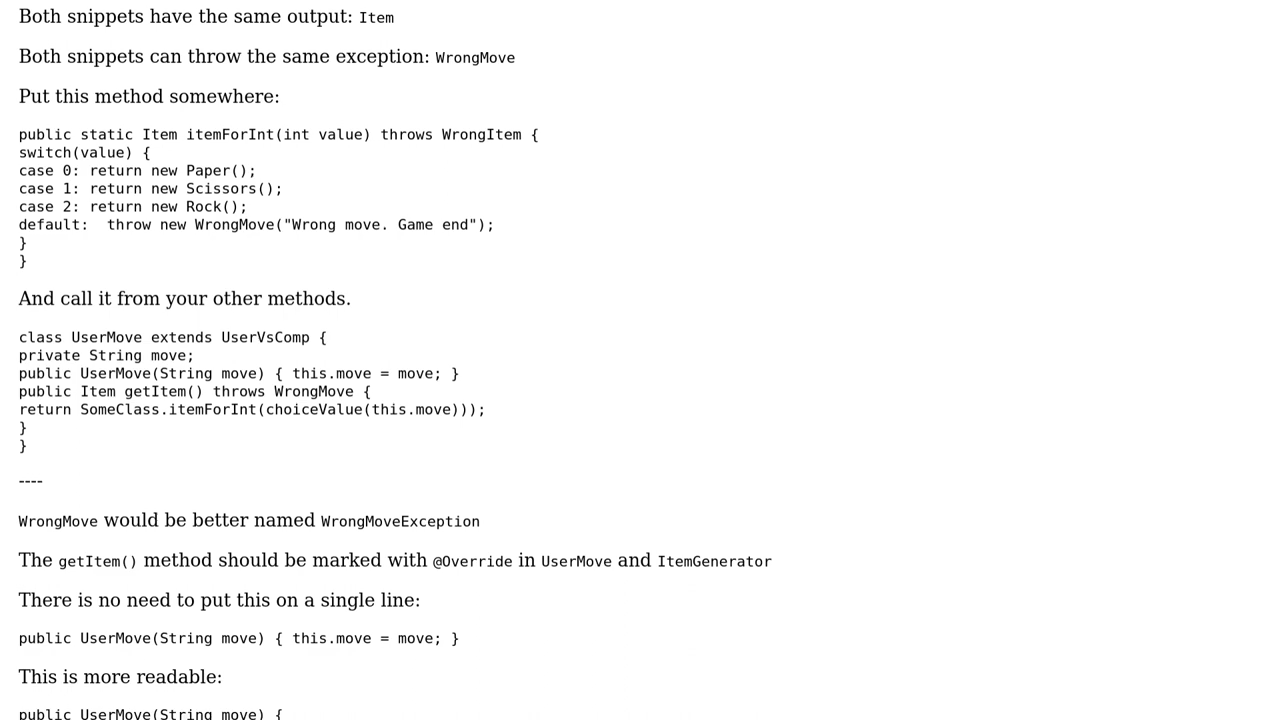 Both snippets have the same output: Item
Both snippets can throw the same exception: WrongMove
Put this method somewhere:
public static Item itemForInt(int value) throws WrongItem {
switch(value) {
case 0: return new Paper();
case 1: return new Scissors();
case 2: return new Rock();
default:  throw new WrongMove("Wrong move. Game end");
}
}
And call it from your other methods.
class UserMove extends UserVsComp {
private String move;
public UserMove(String move) { this.move = move; }
public Item getItem() throws WrongMove {
return SomeClass.itemForInt(choiceValue(this.move)));
}
}
----
WrongMove would be better named WrongMoveException
The getItem() method should be marked with @Override in UserMove and ItemGenerator
There is no need to put this on a single line:
public UserMove(String move) { this.move = move; }
This is more readable:
public UserMove(String move) {